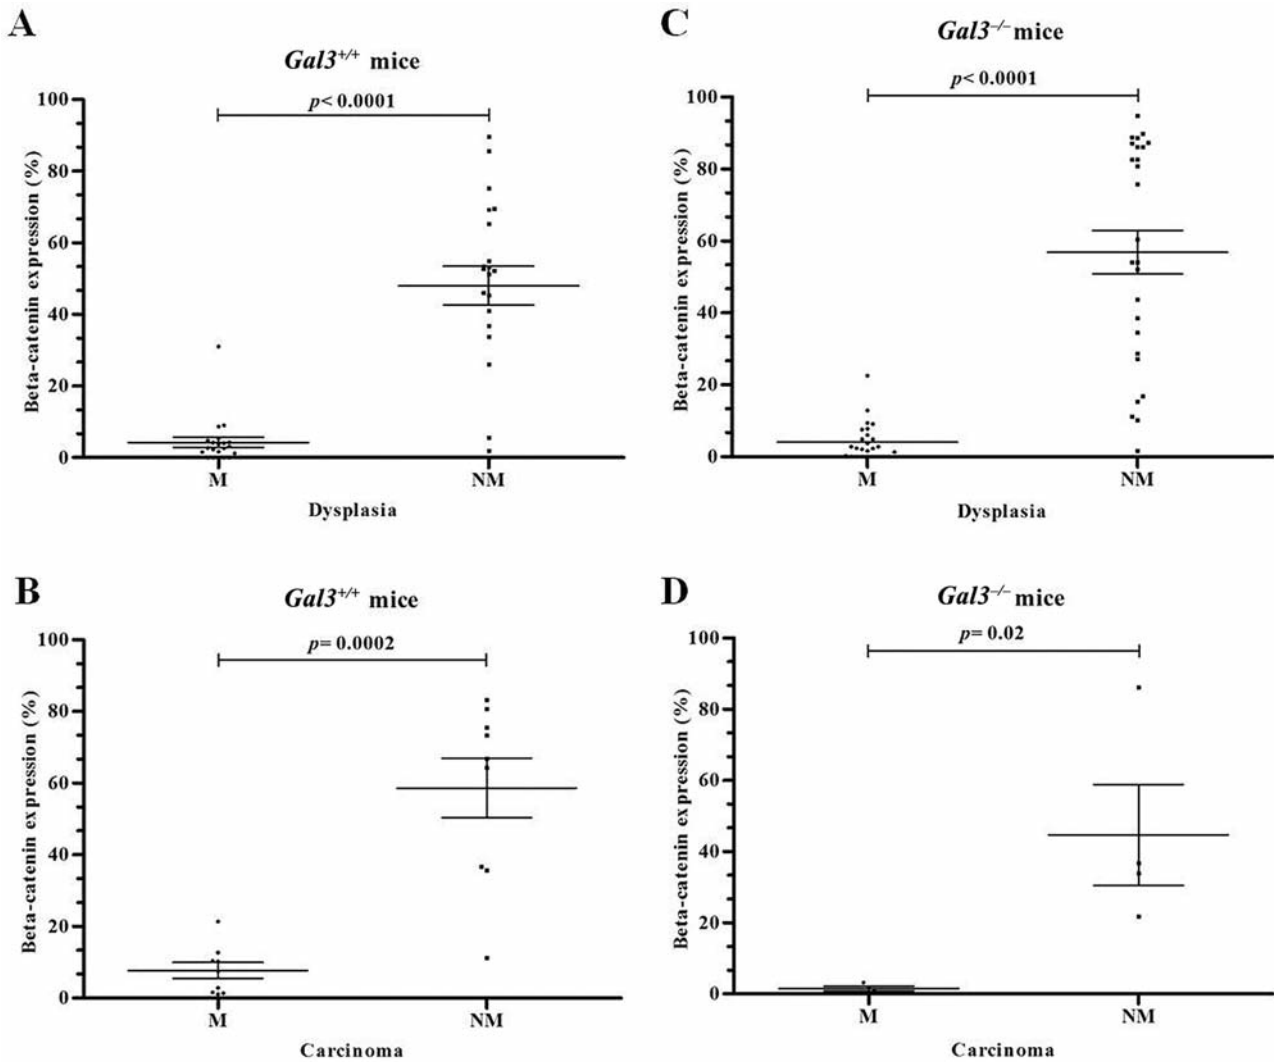 A
Gal3+/+ mice
p< 0.0001
Beta-catenin expression (%)
100
80
60
40
20
0
M
NM
Dysplasia
C
Gal3−/− mice
p< 0.0001
Beta-catenin expression (%)
100
80
60
40
20
0
M
NM
Dysplasia
B
Gal3+/+ mice
p= 0.0002
Beta-catenin expression (%)
100
80
60
40
20
0
M
NM
Carcinoma
D
Gal3−/− mice
p= 0.02
Beta-catenin expression (%)
100
80
60
40
20
0
M
NM
Carcinoma